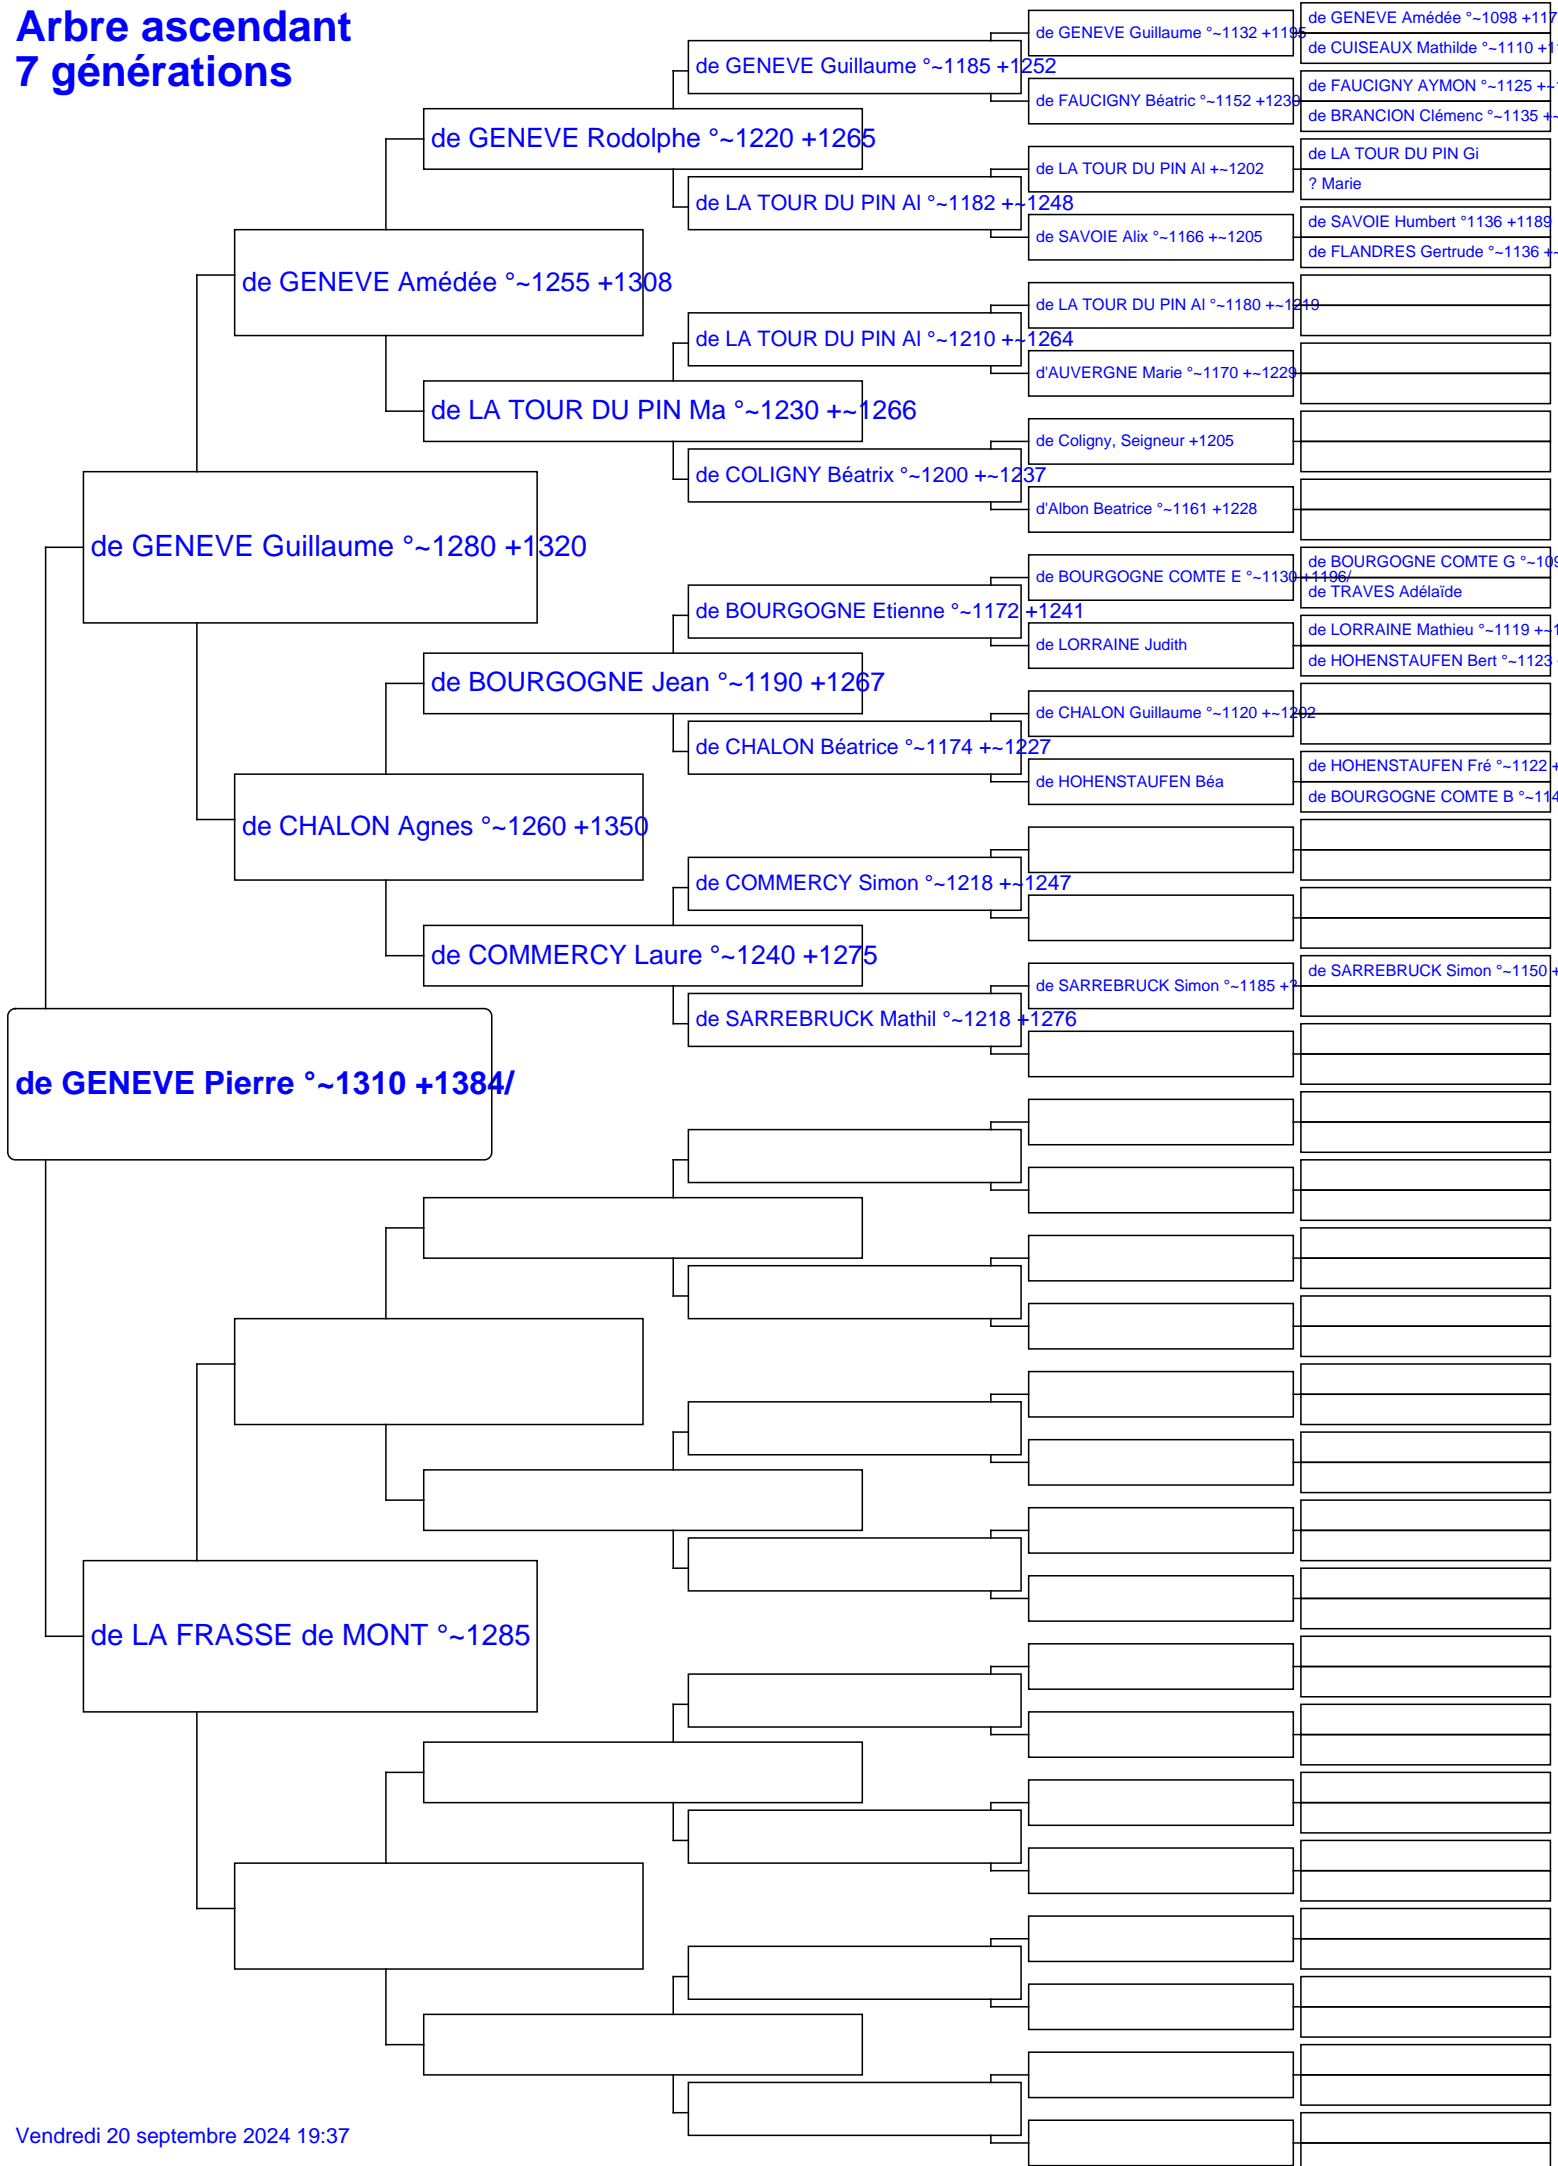 Arbre ascendant
7 générations
de GENEVE Pierre °~1310 +1384/
de GENEVE Guillaume °~1280 +1320
de LA FRASSE de MONT °~1285
de GENEVE Amédée °~1255 +1308
de CHALON Agnes °~1260 +1350
de GENEVE Rodolphe °~1220 +1265
de LA TOUR DU PIN Ma °~1230 +~1266
de BOURGOGNE Jean °~1190 +1267
de COMMERCY Laure °~1240 +1275
de GENEVE Guillaume °~1185 +1252
de LA TOUR DU PIN Al °~1182 +~1248
de LA TOUR DU PIN Al °~1210 +~1264
de COLIGNY Béatrix °~1200 +~1237
de BOURGOGNE Etienne °~1172 +1241
de CHALON Béatrice °~1174 +~1227
de COMMERCY Simon °~1218 +~1247
de SARREBRUCK Mathil °~1218 +1276
de GENEVE Guillaume °~1132 +1195
de FAUCIGNY Béatric °~1152 +1230
de LA TOUR DU PIN Al +~1202
de SAVOIE Alix °~1166 +~1205
de LA TOUR DU PIN Al °~1180 +~1219
d'AUVERGNE Marie °~1170 +~1229
de Coligny, Seigneur +1205
d'Albon Beatrice °~1161 +1228
de BOURGOGNE COMTE E °~1130 +1196/
de LORRAINE Judith
de CHALON Guillaume °~1120 +~1202
de HOHENSTAUFEN Béa
de SARREBRUCK Simon °~1185 +?
de GENEVE Amédée °~1098 +117
de CUISEAUX Mathilde °~1110 +1
de FAUCIGNY AYMON °~1125 +~1
de BRANCION Clémenc °~1135 +~
de LA TOUR DU PIN Gi
? Marie
de SAVOIE Humbert °1136 +1189
de FLANDRES Gertrude °~1136 +~
de BOURGOGNE COMTE G °~109
de TRAVES Adélaïde
de LORRAINE Mathieu °~1119 +~1
de HOHENSTAUFEN Bert °~1123
de HOHENSTAUFEN Fré °~1122 +
de BOURGOGNE COMTE B °~114
de SARREBRUCK Simon °~1150 +
Vendredi 20 septembre 2024 19:37